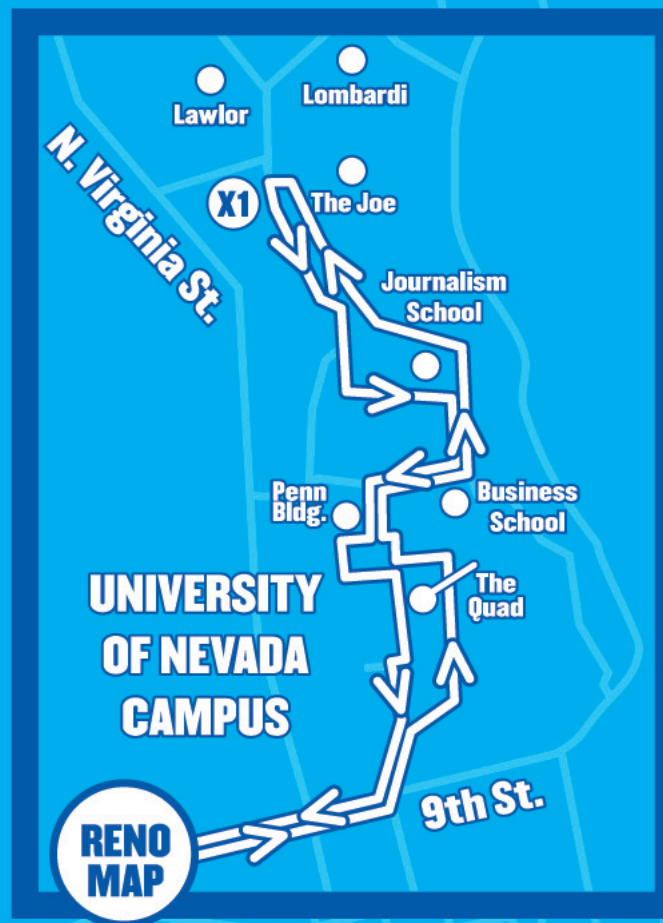 Lombardi
Lawlor
N. Virginia St.
X1
The Joe
Journalism
School
Penn
Bldg.
Business
School
UNIVERSITY
OF NEVADA
CAMPUS
The
Quad
9th St.
RENO
MAP